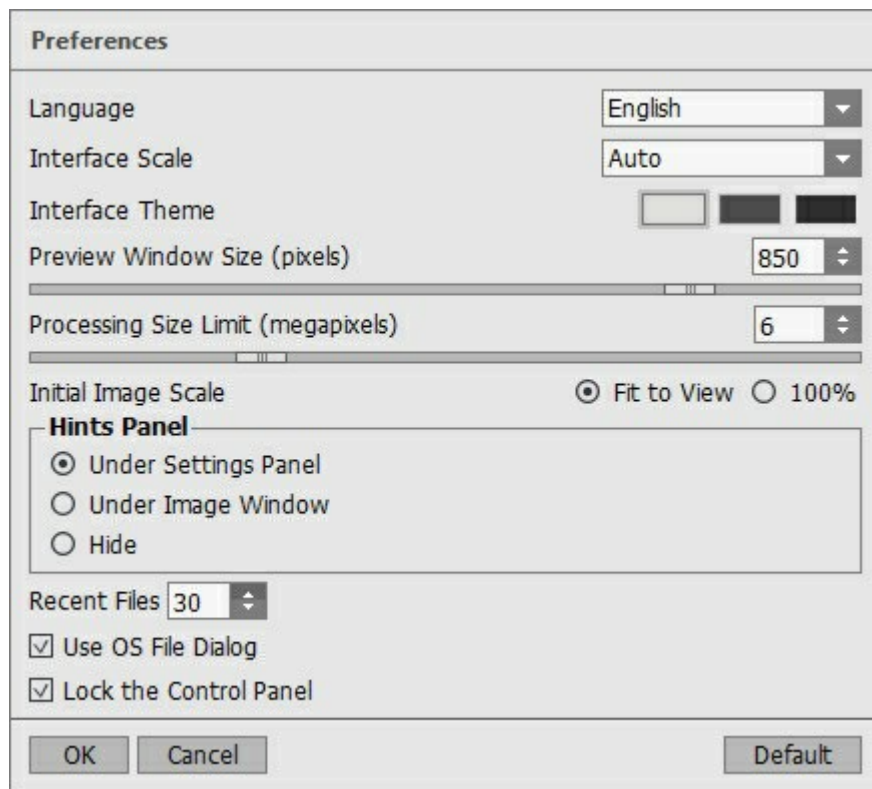 Preferences
Language English
Interface Scale Auto
Interface Theme
Preview Window Size (pixels) 850
Processing Size Limit (megapixels) 6
Initial Image Scale Fit to View 100%
Hints Panel
Under Settings Panel
Under Image Window
Hide
Recent Files 30
Use OS File Dialog
Lock the Control Panel
OK Cancel Default